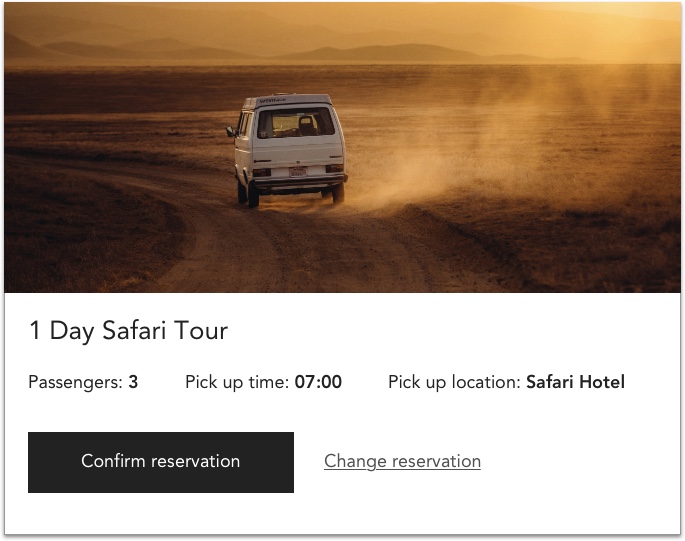 1 Day Safari Tour
Passengers: 3 Pick up time: 07:00 Pick up location: Safari Hotel
Confirm reservation Change reservation